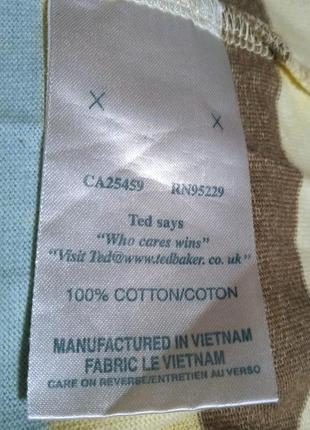 X
X
CA25459 RN95229
Ted says
"Who cares wins"
"Visit Ted@www.tedbaker.co.uk"
100% COTTON/COTON
MANUFACTURED IN VIETNAM
FABRIC LE VIETNAM
CARE ON REVERSE/ENTRETIEN AU VERSO